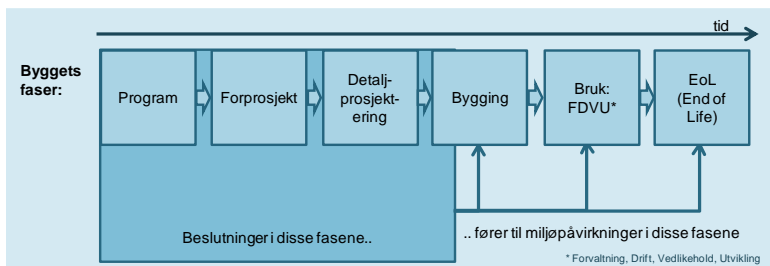 tid
Byggets
faser:
Program
Forprosjekt
Detalj-
prosjekt-
ering
Bygging
Bruk:
FDVU*
EoL
(End of
Life)
Beslutninger i disse fasene..
.. fører til miljøpåvirkninger i disse fasene
* Forvaltning, Drift, Vedlikehold, Utvikling